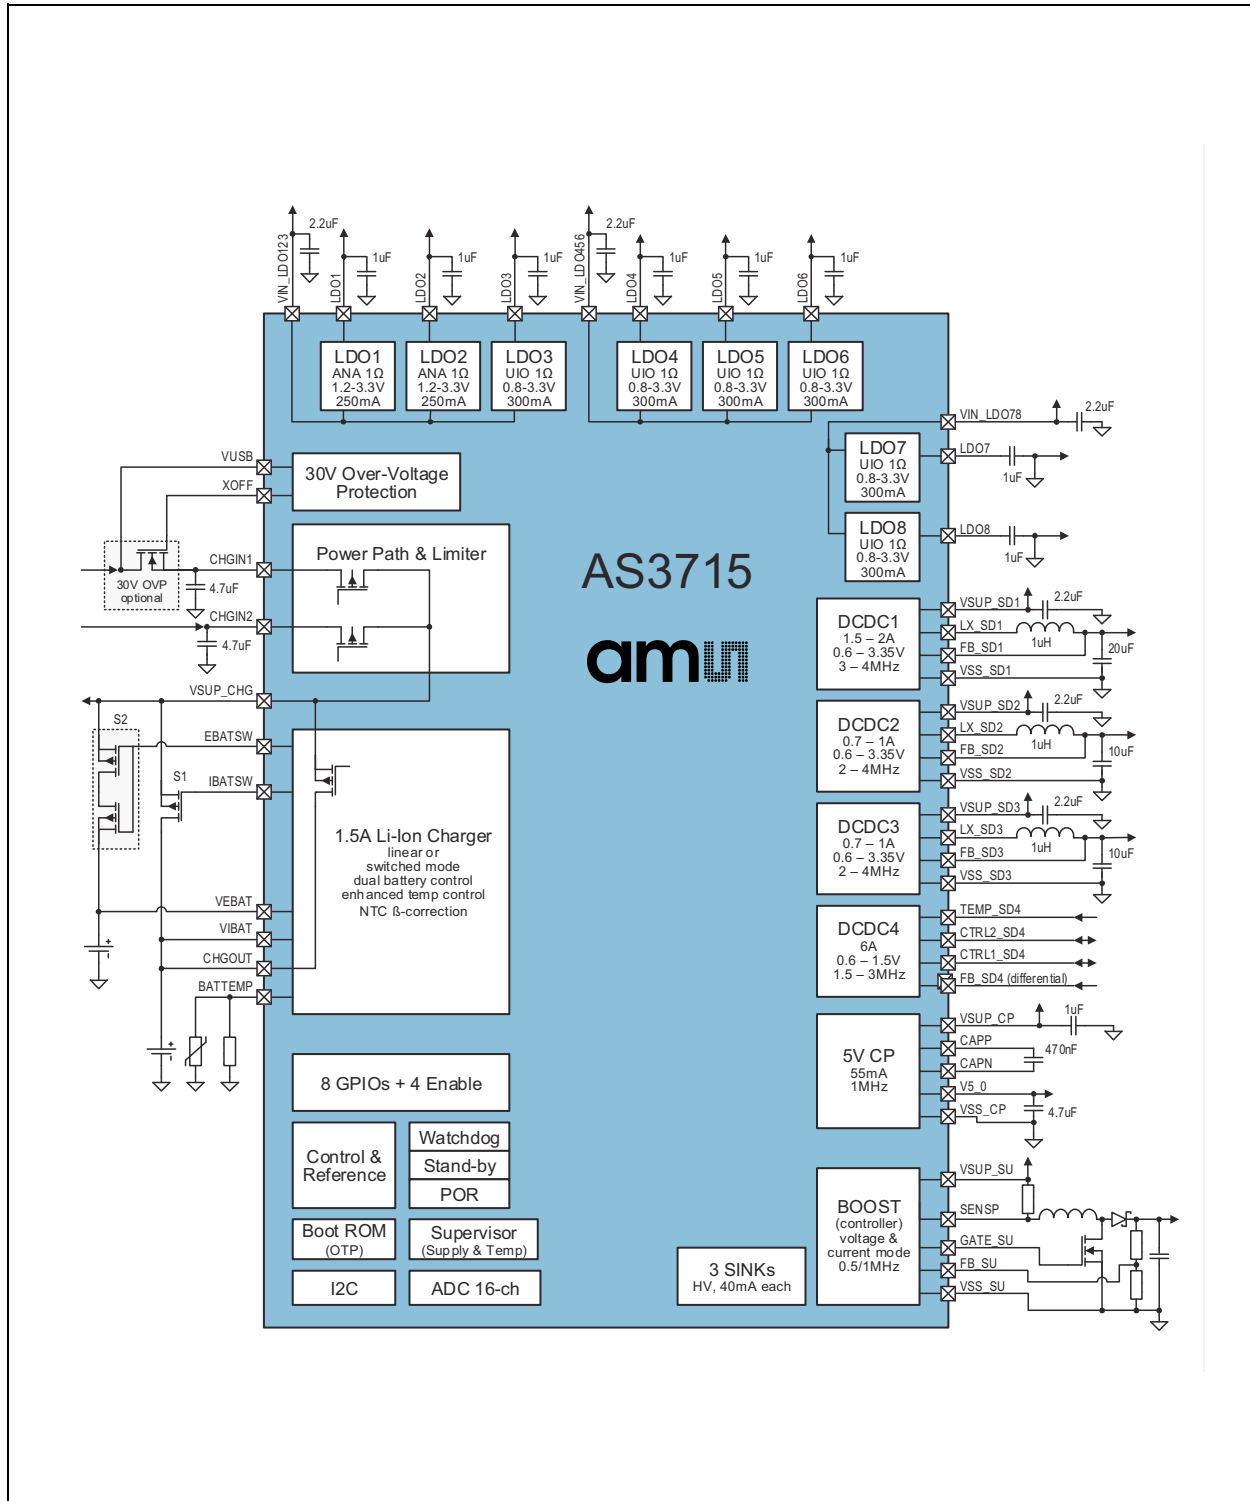 2.2uF
VIN_LDO123
1uF
LDO1
1uF
LDO2
1uF
LDO3
2.2uF
VIN_LDO456
1uF
LDO4
1uF
LDO5
1uF
LDO6
LDO1
ANA 1Ω
1.2-3.3V
250mA
LDO2
ANA 1Ω
1.2-3.3V
250mA
LDO3
UIO 1Ω
0.8-3.3V
300mA
LDO4
UIO 1Ω
0.8-3.3V
300mA
LDO5
UIO 1Ω
0.8-3.3V
300mA
LDO6
UIO 1Ω
0.8-3.3V
300mA
VIN_LDO78
2.2uF
LDO7
UIO 1Ω
0.8-3.3V
300mA
LDO7
1uF
LDO8
UIO 1Ω
0.8-3.3V
300mA
LDO8
1uF
VUSB
XOFF
30V Over-Voltage
Protection
30V OVP
optional
CHGIN1
4.7uF
CHGIN2
4.7uF
Power Path & Limiter
AS3715
am
DCDC1
1.5 – 2A
0.6 – 3.35V
3 – 4MHz
VSUP_SD1
2.2uF
LX_SD1
1uH
FB_SD1
20uF
VSS_SD1
VSUP_CHG
S2
EBATSW
S1
IBATSW
DCDC2
0.7 – 1A
0.6 – 3.35V
2 – 4MHz
VSUP_SD2
2.2uF
LX_SD2
1uH
FB_SD2
10uF
VSS_SD2
1.5A Li-Ion Charger
linear or
switched mode
dual battery control
enhanced temp control
NTC ß-correction
DCDC3
0.7 – 1A
0.6 – 3.35V
2 – 4MHz
VSUP_SD3
2.2uF
LX_SD3
1uH
FB_SD3
10uF
VSS_SD3
VEBAT
+
-
VIBAT
CHGOUT
BATTEMP
+
-
DCDC4
6A
0.6 – 1.5V
1.5 – 3MHz
TEMP_SD4
CTRL2_SD4
CTRL1_SD4
FB_SD4 (differential)
5V CP
55mA
1MHz
VSUP_CP
1uF
CAPP
470nF
CAPN
V5_0
VSS_CP
4.7uF
8 GPIOs + 4 Enable
Control &
Reference
Watchdog
Stand-by
POR
Boot ROM
(OTP)
Supervisor
(Supply & Temp)
I2C
ADC 16-ch
3 SINKs
HV, 40mA each
BOOST
(controller)
voltage &
current mode
0.5/1MHz
VSUP_SU
SENSP
GATE_SU
FB_SU
VSS_SU